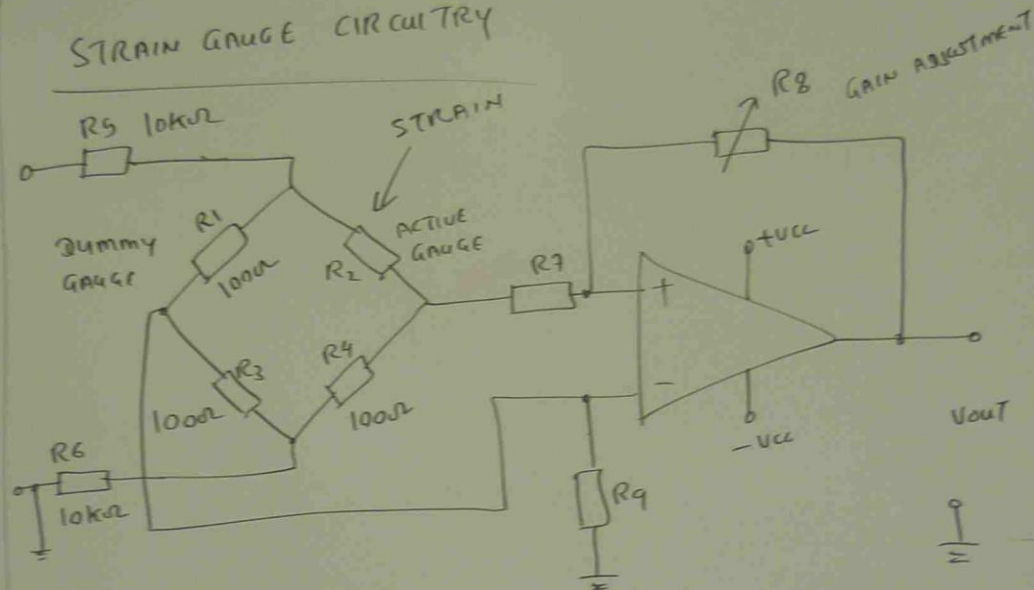 STRAIN GAUGE CIRCUITRY
R5 10KΩ
STRAIN
R8 GAIN ADJUSTMENT
R1
100Ω
DUMMY
GAUGE
ACTIVE
GAUGE
R2
R7
+VCC
+
R3
100Ω
R4
100Ω
-
-VCC
VOUT
R6
10KΩ
R9